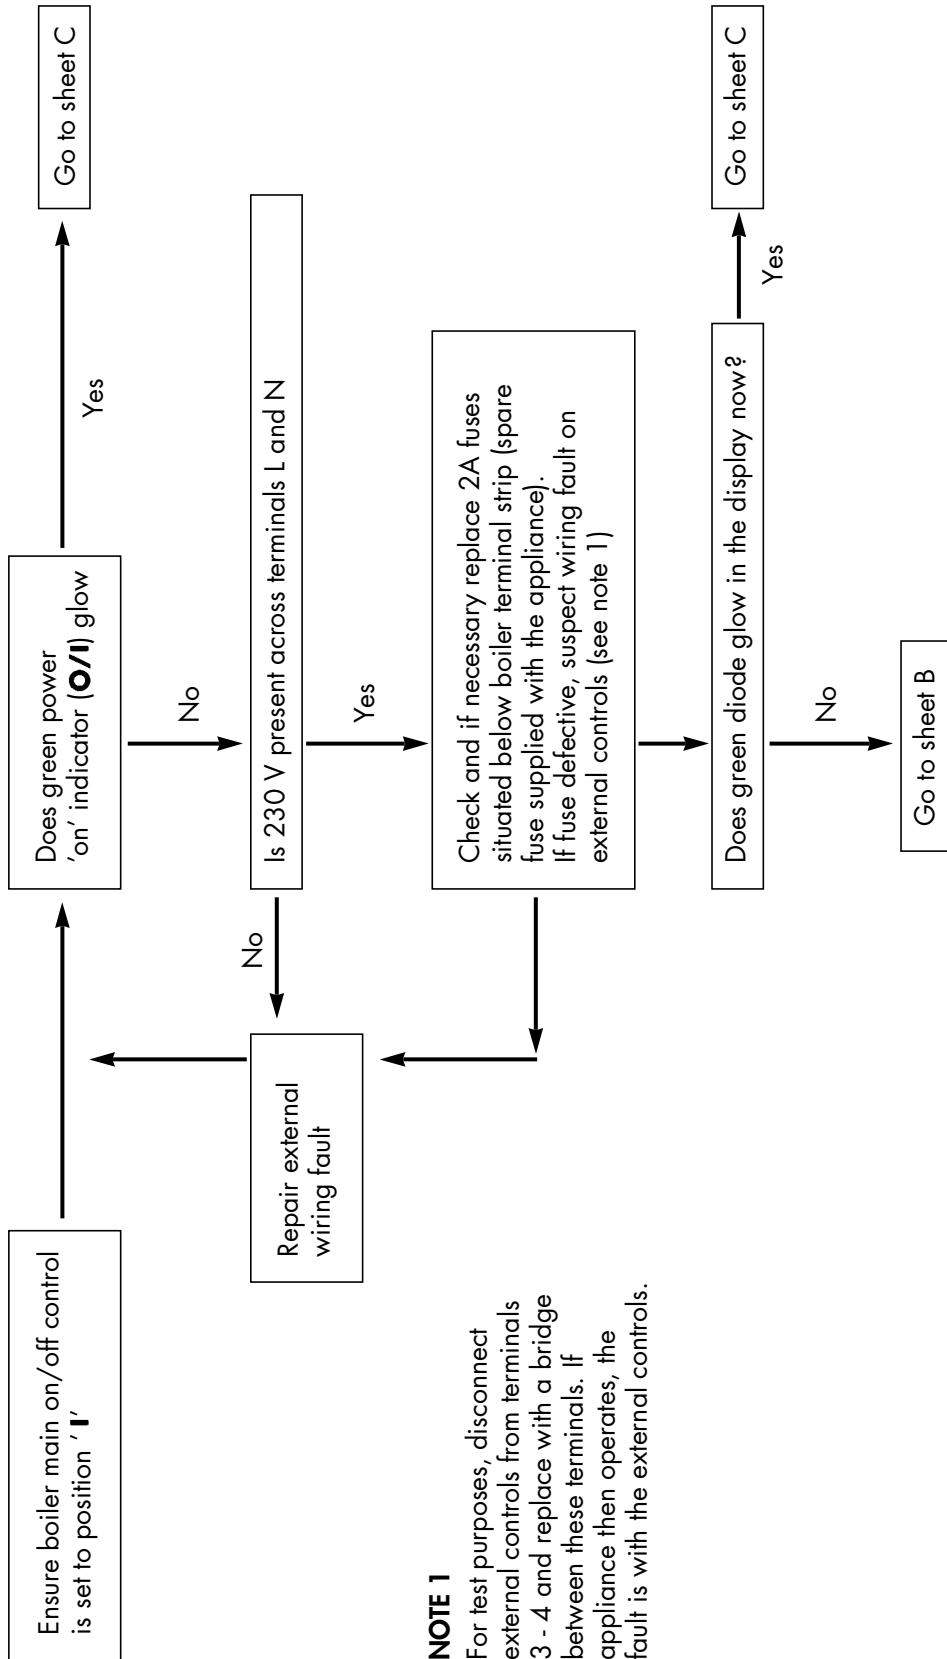 Ensure boiler main on/off control
is set to position ' I'
Does green power
'on' indicator (O/I) glow
Yes
Go to sheet C
No
Is 230 V present across terminals L and N
No
Repair external
wiring fault
Yes
Check and if necessary replace 2A fuses
situated below boiler terminal strip (spare
fuse supplied with the appliance).
If fuse defective, suspect wiring fault on
external controls (see note 1)
Does green diode glow in the display now?
Yes
Go to sheet C
No
Go to sheet B
NOTE 1
For test purposes, disconnect
external controls from terminals
3 - 4 and replace with a bridge
between these terminals. If
appliance then operates, the
fault is with the external controls.